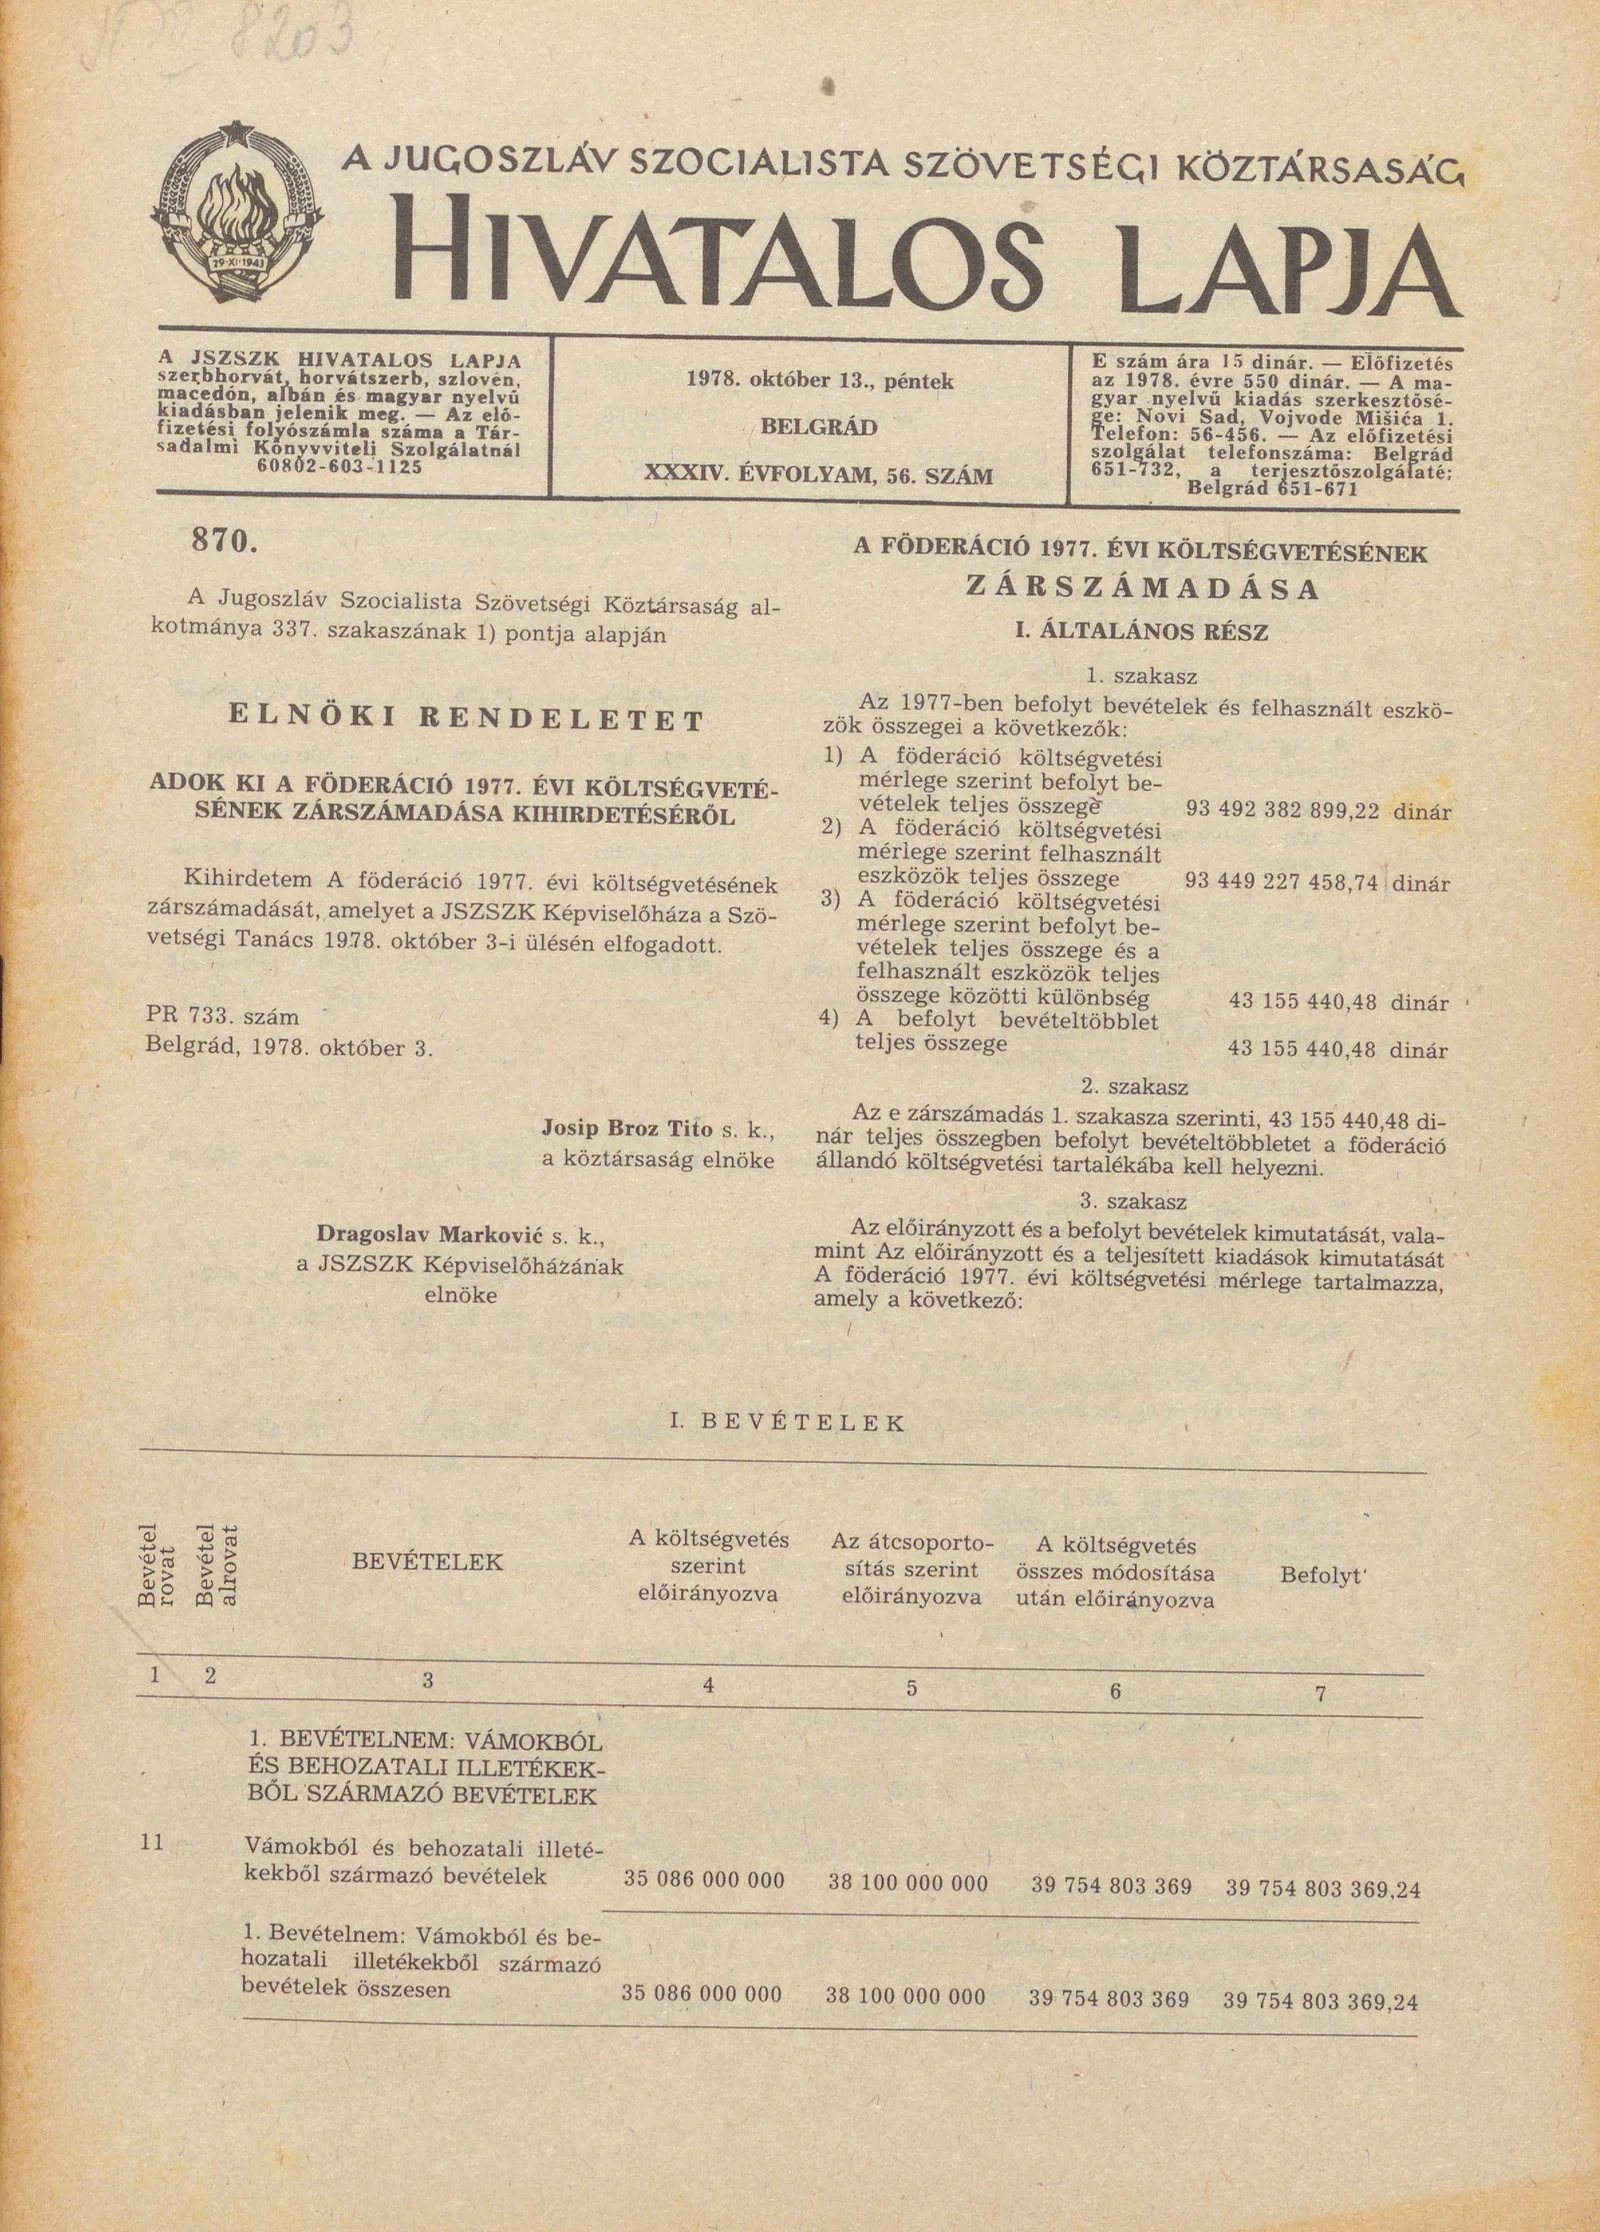 8203
A JUGOSZLÁV SZOCIALISTA SZÖVETSÉGI KÖZTÁRSASÁG
HIVATALOS LAPJA
29·XI·1943
A JSZSZK HIVATALOS LAPJA
szerbhorvát, horvátszerb, szlovén,
macedón, albán és magyar nyelvű
kiadásban jelenik meg. — Az elő-
fizetési folyószámla száma a Tár-
sadalmi Könyvviteli Szolgálatnál
60802-603-1125
1978. október 13., péntek
BELGRÁD
XXXIV. ÉVFOLYAM, 56. SZÁM
E szám ára 15 dinár. — Előfizetés
az 1978. évre 550 dinár. — A ma-
gyar nyelvű kiadás szerkesztősé-
ge: Novi Sad, Vojvode Mišića 1.
Telefon: 56-456. — Az előfizetési
szolgálat telefonszáma: Belgrád
651-732, a terjesztőszolgálaté:
Belgrád 651-671
870.
A Jugoszláv Szocialista Szövetségi Köztársaság al-
kotmánya 337. szakaszának 1) pontja alapján
ELNÖKI RENDELETET
ADOK KI A FÖDERÁCIÓ 1977. ÉVI KÖLTSÉGVETÉ-
SÉNEK ZÁRSZÁMADÁSA KIHIRDETÉSÉRŐL
Kihirdetem A föderáció 1977. évi költségvetésének
zárszámadását, amelyet a JSZSZK Képviselőháza a Szö-
vetségi Tanács 1978. október 3-i ülésén elfogadott.
PR 733. szám
Belgrád, 1978. október 3.
Josip Broz Tito s. k.,
a köztársaság elnöke
Dragoslav Marković s. k.,
a JSZSZK Képviselőházának
elnöke
A FÖDERÁCIÓ 1977. ÉVI KÖLTSÉGVETÉSÉNEK
ZÁRSZÁMADÁSA
I. ÁLTALÁNOS RÉSZ
1. szakasz
Az 1977-ben befolyt bevételek és felhasznált eszkö-
zök összegei a következők:
1) A föderáció költségvetési
mérlege szerint befolyt be-
vételek teljes összege 93 492 382 899,22 dinár
2) A föderáció költségvetési
mérlege szerint felhasznált
eszközök teljes összege 93 449 227 458,74 dinár
3) A föderáció költségvetési
mérlege szerint befolyt be-
vételek teljes összege és a
felhasznált eszközök teljes
összege közötti különbség 43 155 440,48 dinár
4) A befolyt bevételtöbblet
teljes összege 43 155 440,48 dinár
2. szakasz
Az e zárszámadás 1. szakasza szerinti, 43 155 440,48 di-
nár teljes összegben befolyt bevételtöbbletet a föderáció
állandó költségvetési tartalékába kell helyezni.
3. szakasz
Az előirányzott és a befolyt bevételek kimutatását, vala-
mint Az előirányzott és a teljesített kiadások kimutatását
A föderáció 1977. évi költségvetési mérlege tartalmazza,
amely a következő:
I. BEVÉTELEK
Bevétel
rovat
Bevétel
alrovat
BEVÉTELEK
A költségvetés
szerint
előirányozva
Az átcsoporto-
sítás szerint
előirányozva
A költségvetés
összes módosítása
után előirányozva
Befolyt
1 2 3 4 5 6 7
1. BEVÉTELNEM: VÁMOKBÓL
ÉS BEHOZATALI ILLETÉKEK-
BŐL SZÁRMAZÓ BEVÉTELEK
11 Vámokból és behozatali illeté-
kekből származó bevételek 35 086 000 000 38 100 000 000 39 754 803 369 39 754 803 369,24
1. Bevételnem: Vámokból és be-
hozatali illetékekből származó
bevételek összesen 35 086 000 000 38 100 000 000 39 754 803 369 39 754 803 369,24